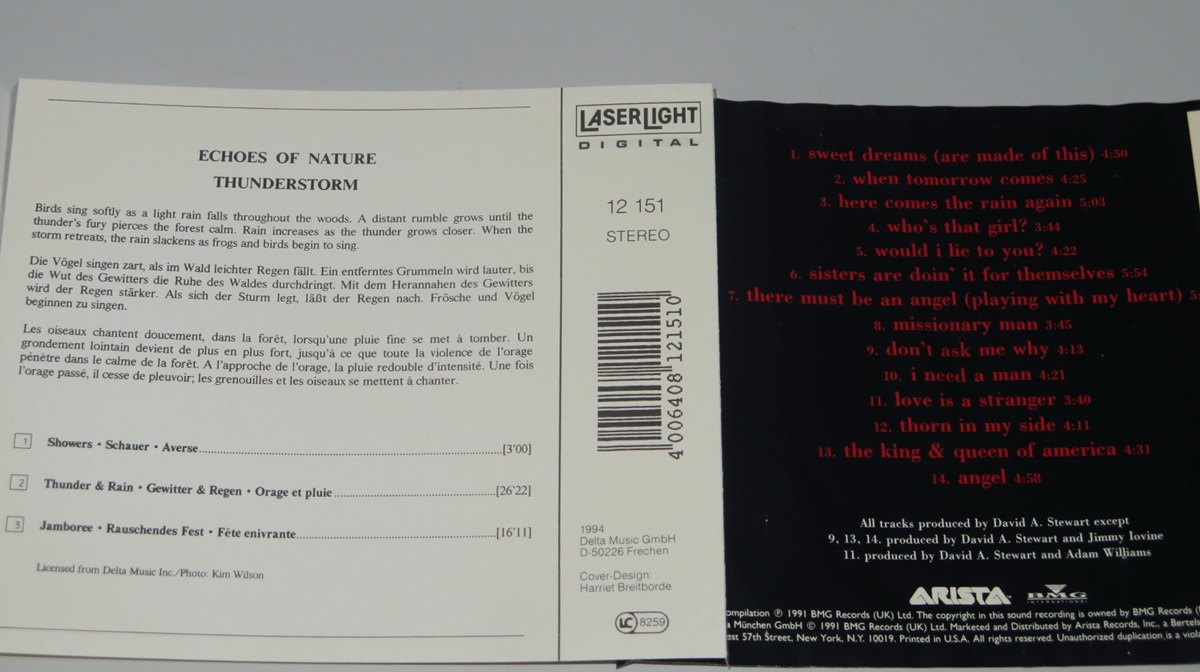 ECHOES OF NATURE
THUNDERSTORM
Birds sing softly as a light rain falls throughout the woods. A distant rumble grows until the
thunder's fury pierces the forest calm. Rain increases as the thunder grows closer. When the
storm retreats, the rain slackens as frogs and birds begin to sing.
Die Vögel singen zart, als im Wald leichter Regen fällt. Ein entferntes Grummeln wird lauter, bis
die Wut des Gewitters die Ruhe des Waldes durchdringt. Mit dem Herannahen des Gewitters
wird der Regen stärker. Als sich der Sturm legt, läßt der Regen nach. Frösche und Vögel
beginnen zu singen.
Les oiseaux chantent doucement, dans la forêt, lorsqu'une pluie fine se met à tomber. Un
grondement lointain devient de plus en plus fort, jusqu'à ce que toute la violence de l'orage
pénètre dans le calme de la forêt. A l'approche de l'orage, la pluie redouble d'intensité. Une fois
l'orage passé, il cesse de pleuvoir; les grenouilles et les oiseaux se mettent à chanter.
1 Showers • Schauer • Averse [3'00]
2 Thunder & Rain • Gewitter & Regen • Orage et pluie [26'22]
3 Jamboree • Rauschendes Fest • Fête enivrante [16'11]
Licensed from Delta Music Inc./Photo: Kim Wilson
LASERLIGHT
DIGITAL
12 151
STEREO
4 006408 121510
1994
Delta Music GmbH
D-50226 Frechen
Cover-Design:
Harriet Breitborde
LC 8259
1. sweet dreams (are made of this) 4:50
2. when tomorrow comes 4:25
3. here comes the rain again 5:03
4. who's that girl? 3:44
5. would i lie to you? 4:22
6. sisters are doin' it for themselves 5:54
7. there must be an angel (playing with my heart) 5:
8. missionary man 3:45
9. don't ask me why 4:13
10. i need a man 4:21
11. love is a stranger 3:40
12. thorn in my side 4:11
13. the king & queen of america 4:31
14. angel 4:58
All tracks produced by David A. Stewart except
9, 13, 14. produced by David A. Stewart and Jimmy Iovine
11. produced by David A. Stewart and Adam Williams
ARISTA. BMG
INTERNATIONAL
ompilation ℗ 1991 BMG Records (UK) Ltd. The copyright in this sound recording is owned by BMG Records (
a München GmbH © 1991 BMG Records (UK) Ltd. Marketed and Distributed by Arista Records, Inc., a Bertels
est 57th Street, New York, N.Y. 10019. Printed in U.S.A. All rights reserved. Unauthorized duplication is a viola